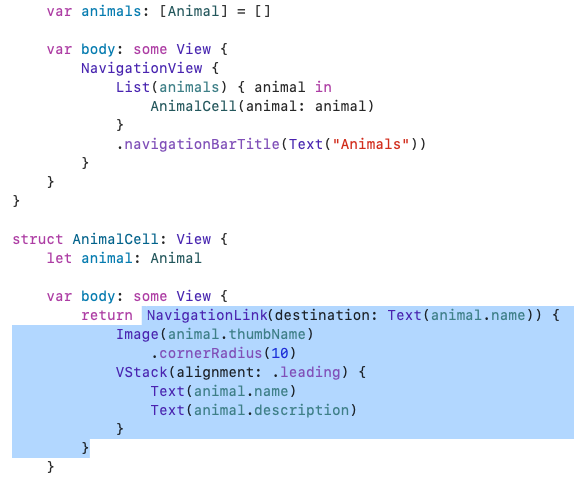 var animals: [Animal] = []
var body: some View {
NavigationView {
List(animals) { animal in
AnimalCell(animal: animal)
}
.navigationBarTitle(Text("Animals"))
}
}
}
struct AnimalCell: View {
let animal: Animal
var body: some View {
return NavigationLink(destination: Text(animal.name)) {
Image(animal.thumbName)
.cornerRadius(10)
VStack(alignment: .leading) {
Text(animal.name)
Text(animal.description)
}
}
}